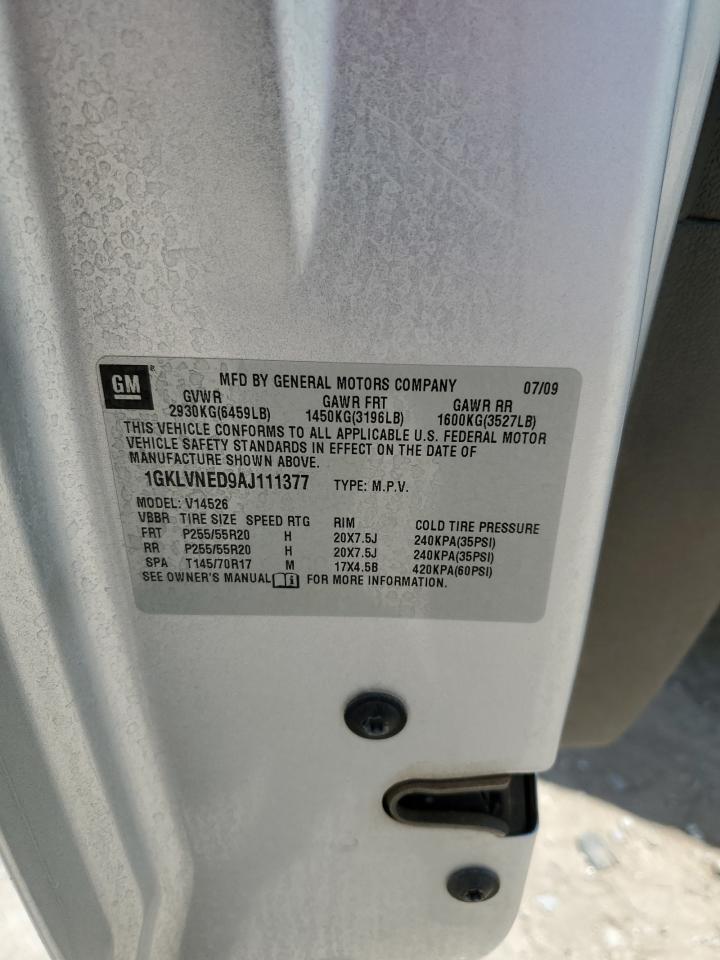 GM ®
MFD BY GENERAL MOTORS COMPANY 07/09
GVWR GAWR FRT GAWR RR
2930KG(6459LB) 1450KG(3196LB) 1600KG(3527LB)
THIS VEHICLE CONFORMS TO ALL APPLICABLE U.S. FEDERAL MOTOR
VEHICLE SAFETY STANDARDS IN EFFECT ON THE DATE OF
MANUFACTURE SHOWN ABOVE.
1GKLVNED9AJ111377 TYPE: M.P.V.
MODEL: V14526
VBBR TIRE SIZE SPEED RTG RIM COLD TIRE PRESSURE
FRT P255/55R20 H 20X7.5J 240KPA(35PSI)
RR P255/55R20 H 20X7.5J 240KPA(35PSI)
SPA T145/70R17 M 17X4.5B 420KPA(60PSI)
SEE OWNER'S MANUAL FOR MORE INFORMATION.